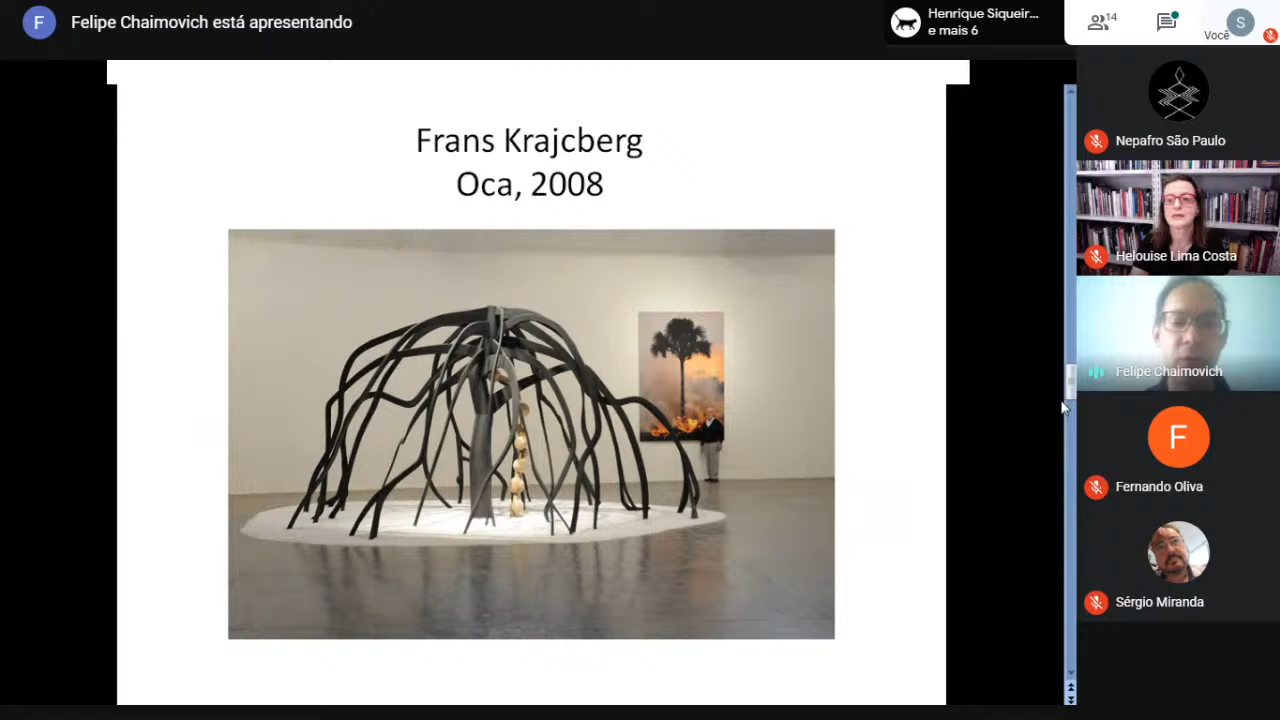 F
Felipe Chaimovich está apresentando
Henrique Siqueir...
e mais 6
14
Você
S
Frans Krajcberg
Oca, 2008
Nepafro São Paulo
Helouise Lima Costa
Felipe Chaimovich
F
Fernando Oliva
Sérgio Miranda